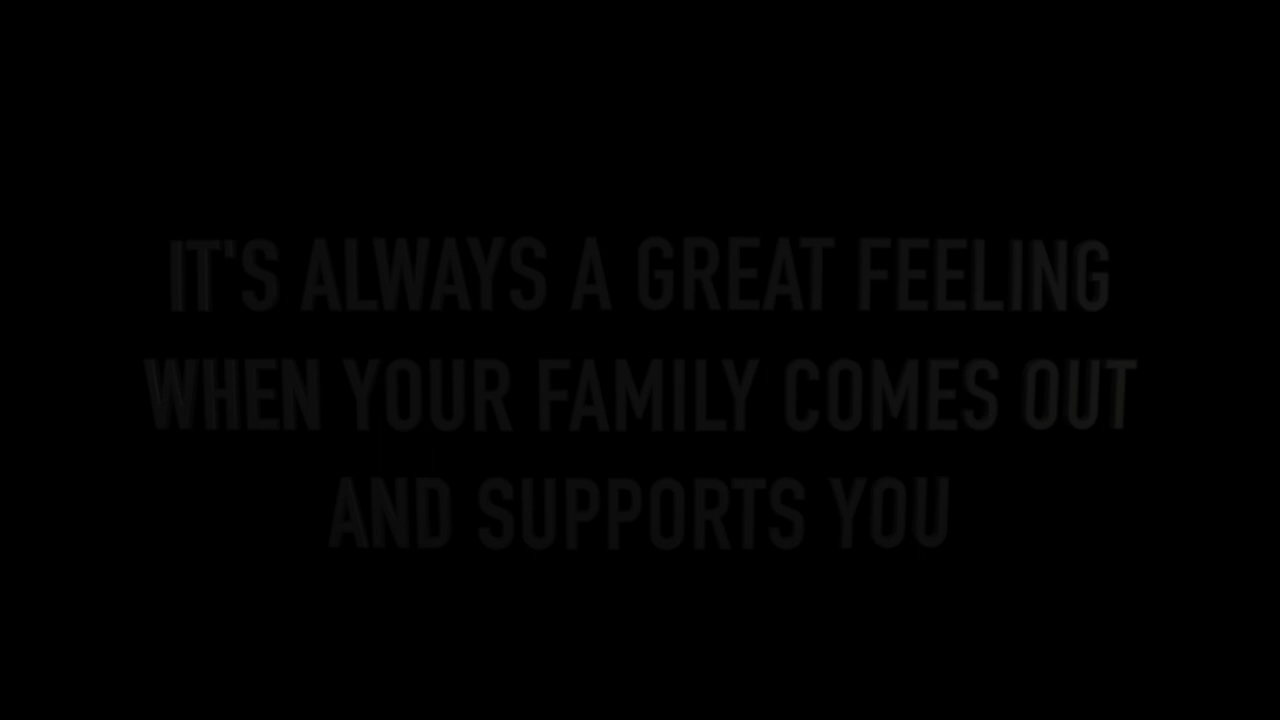 IT'S ALWAYS A GREAT FEELING
WHEN YOUR FAMILY COMES OUT
AND SUPPORTS YOU